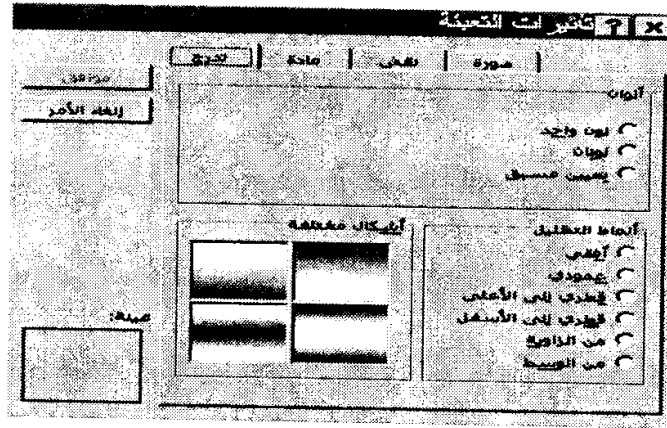 تأثيرات التعبئة
تدرج مادة نقش صورة
موافق
إلغاء الأمر
ألوان
لون واحد
لونان
تعيين مسبق
أنماط التظليل
أفقي
عمودي
قطري إلى الأعلى
قطري إلى الأسفل
من الزاوية
من الوسط
أشكال مختلفة
عينة: